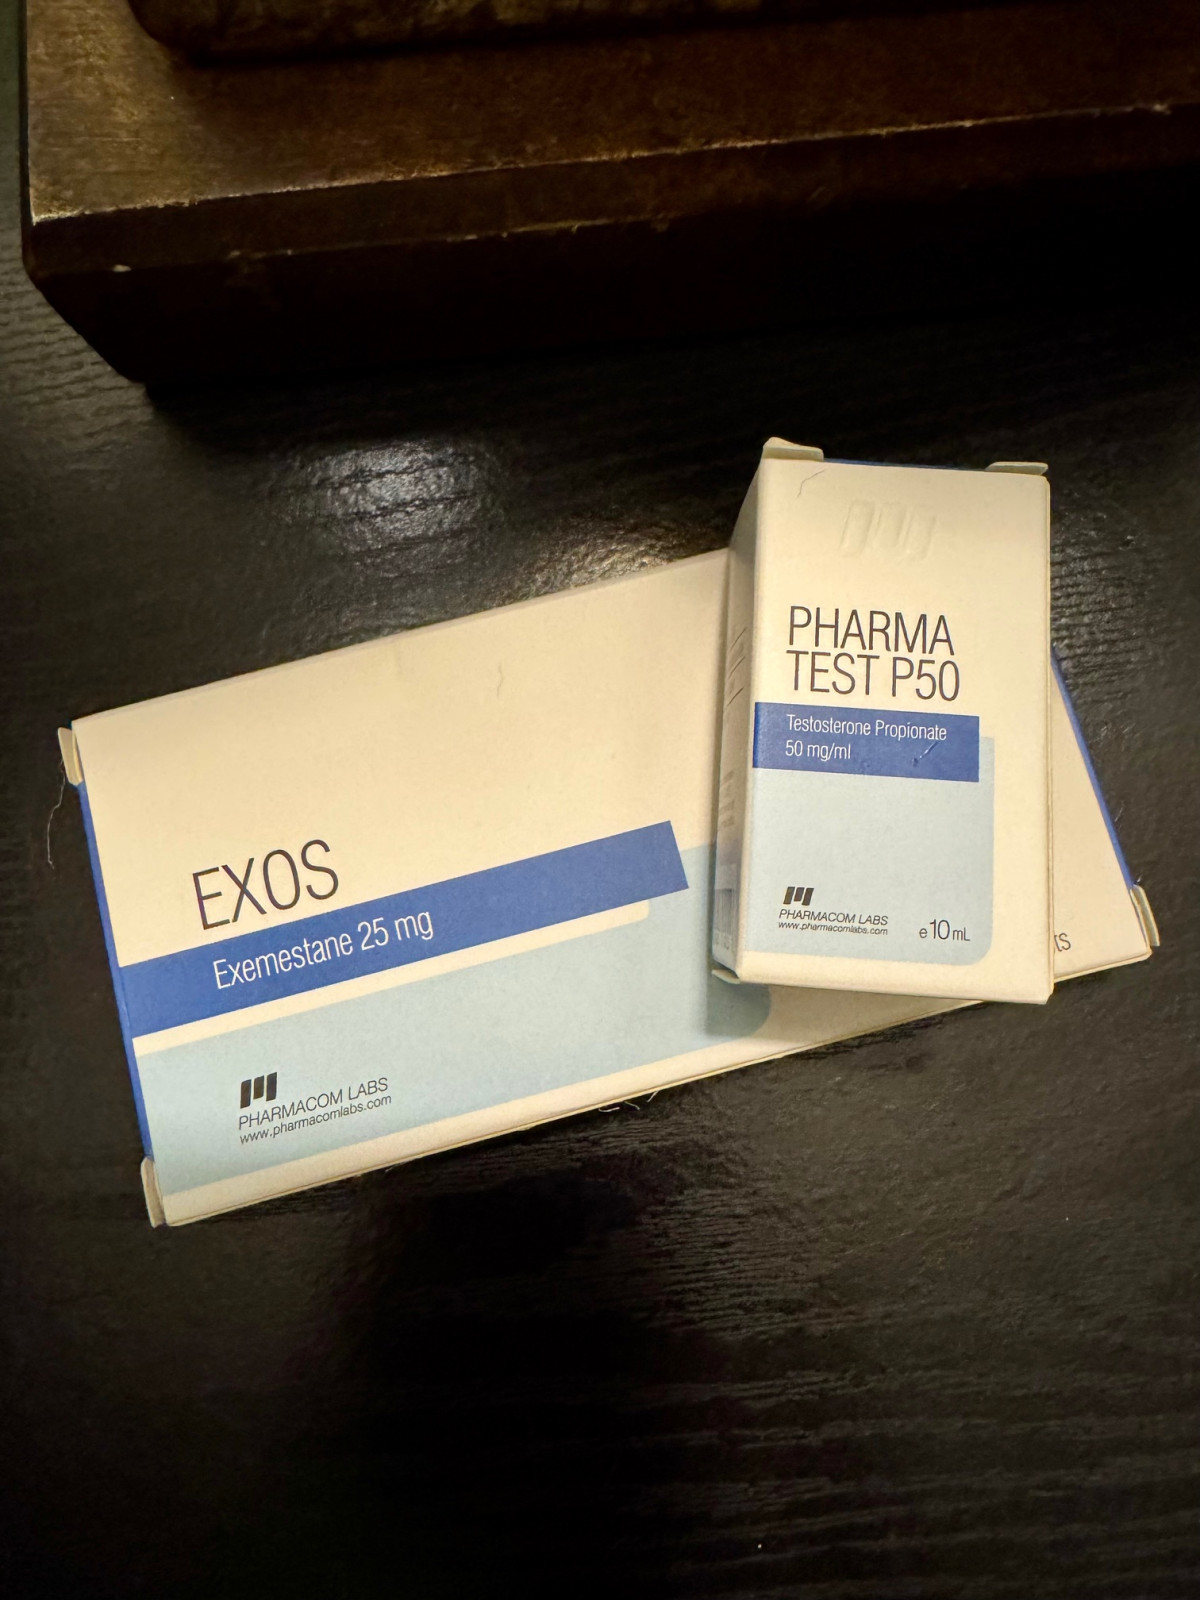 PHARMA
TEST P50
Testosterone Propionate
50 mg/ml
PHARMACOM LABS
www.pharmacomlabs.com
e10mL
EXOS
Exemestane 25 mg
PHARMACOM LABS
www.pharmacomlabs.com